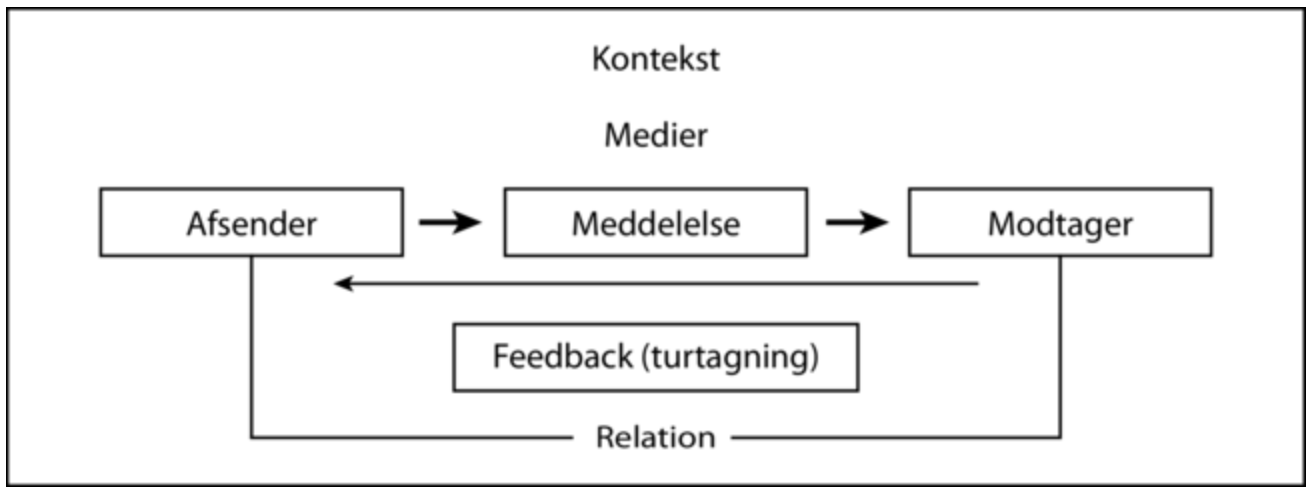 Kontekst
Medier
Afsender
Meddelelse
Modtager
Feedback (turtagning)
Relation